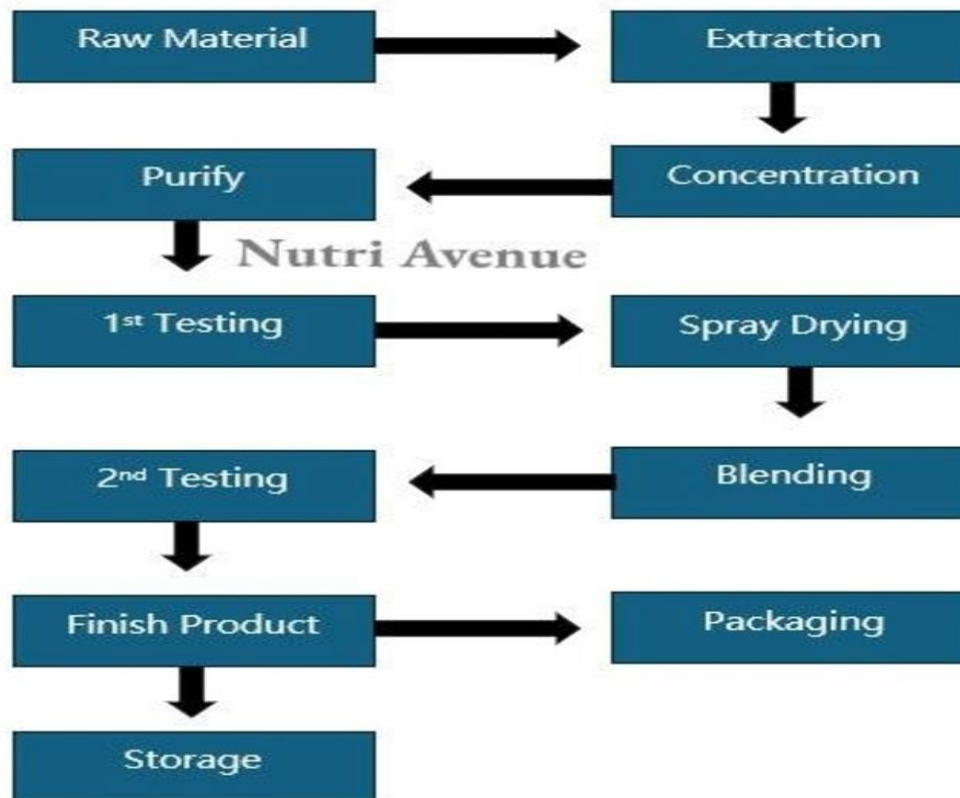 Raw Material
Extraction
Concentration
Purify
Nutri Avenue
1st Testing
Spray Drying
Blending
2nd Testing
Finish Product
Packaging
Storage